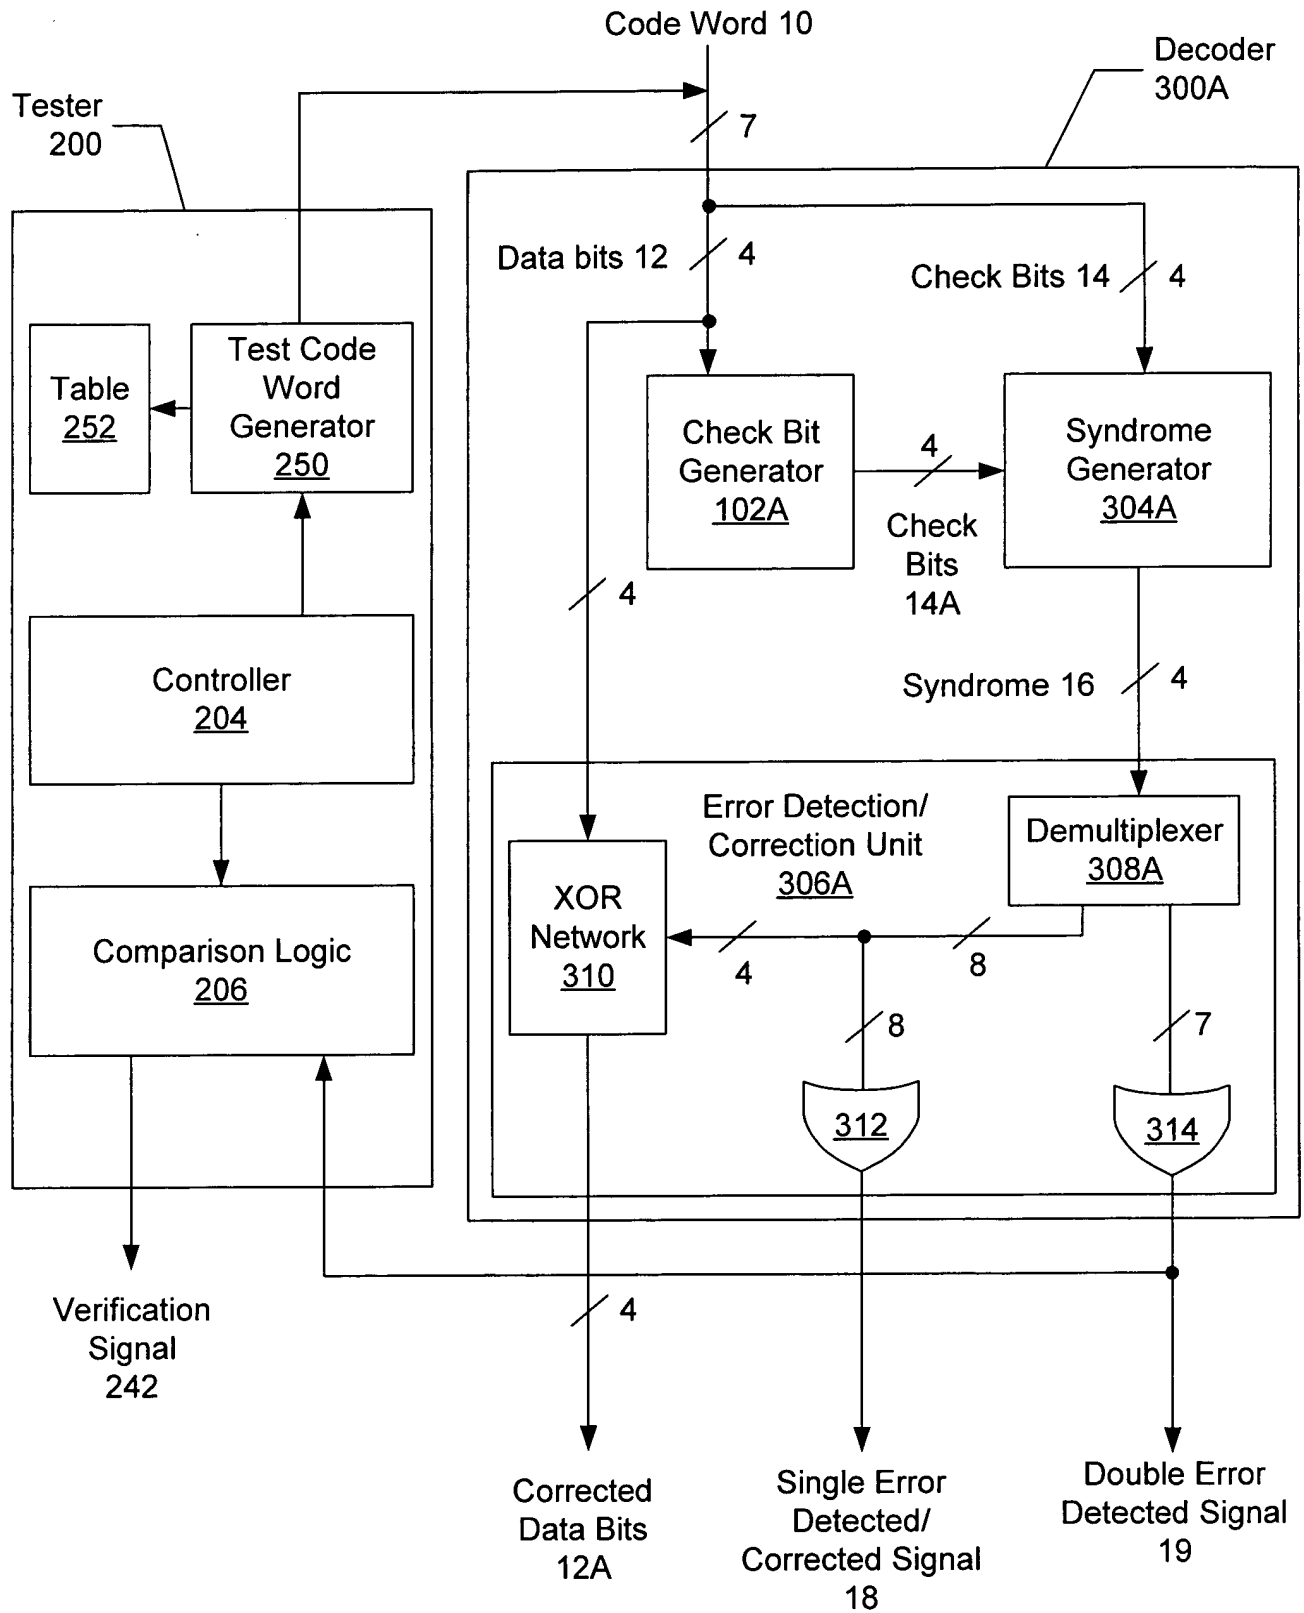 Code Word 10
Decoder
300A
Tester
200
7
Data bits 12
4
Check Bits 14
4
Table
252
Test Code
Word
Generator
250
Check Bit
Generator
102A
4
Check
Bits
14A
Syndrome
Generator
304A
4
Controller
204
Syndrome 16
4
Error Detection/
Correction Unit
306A
Demultiplexer
308A
XOR
Network
310
4
8
Comparison Logic
206
8
7
312
314
Verification
Signal
242
4
Corrected
Data Bits
12A
Single Error
Detected/
Corrected Signal
18
Double Error
Detected Signal
19